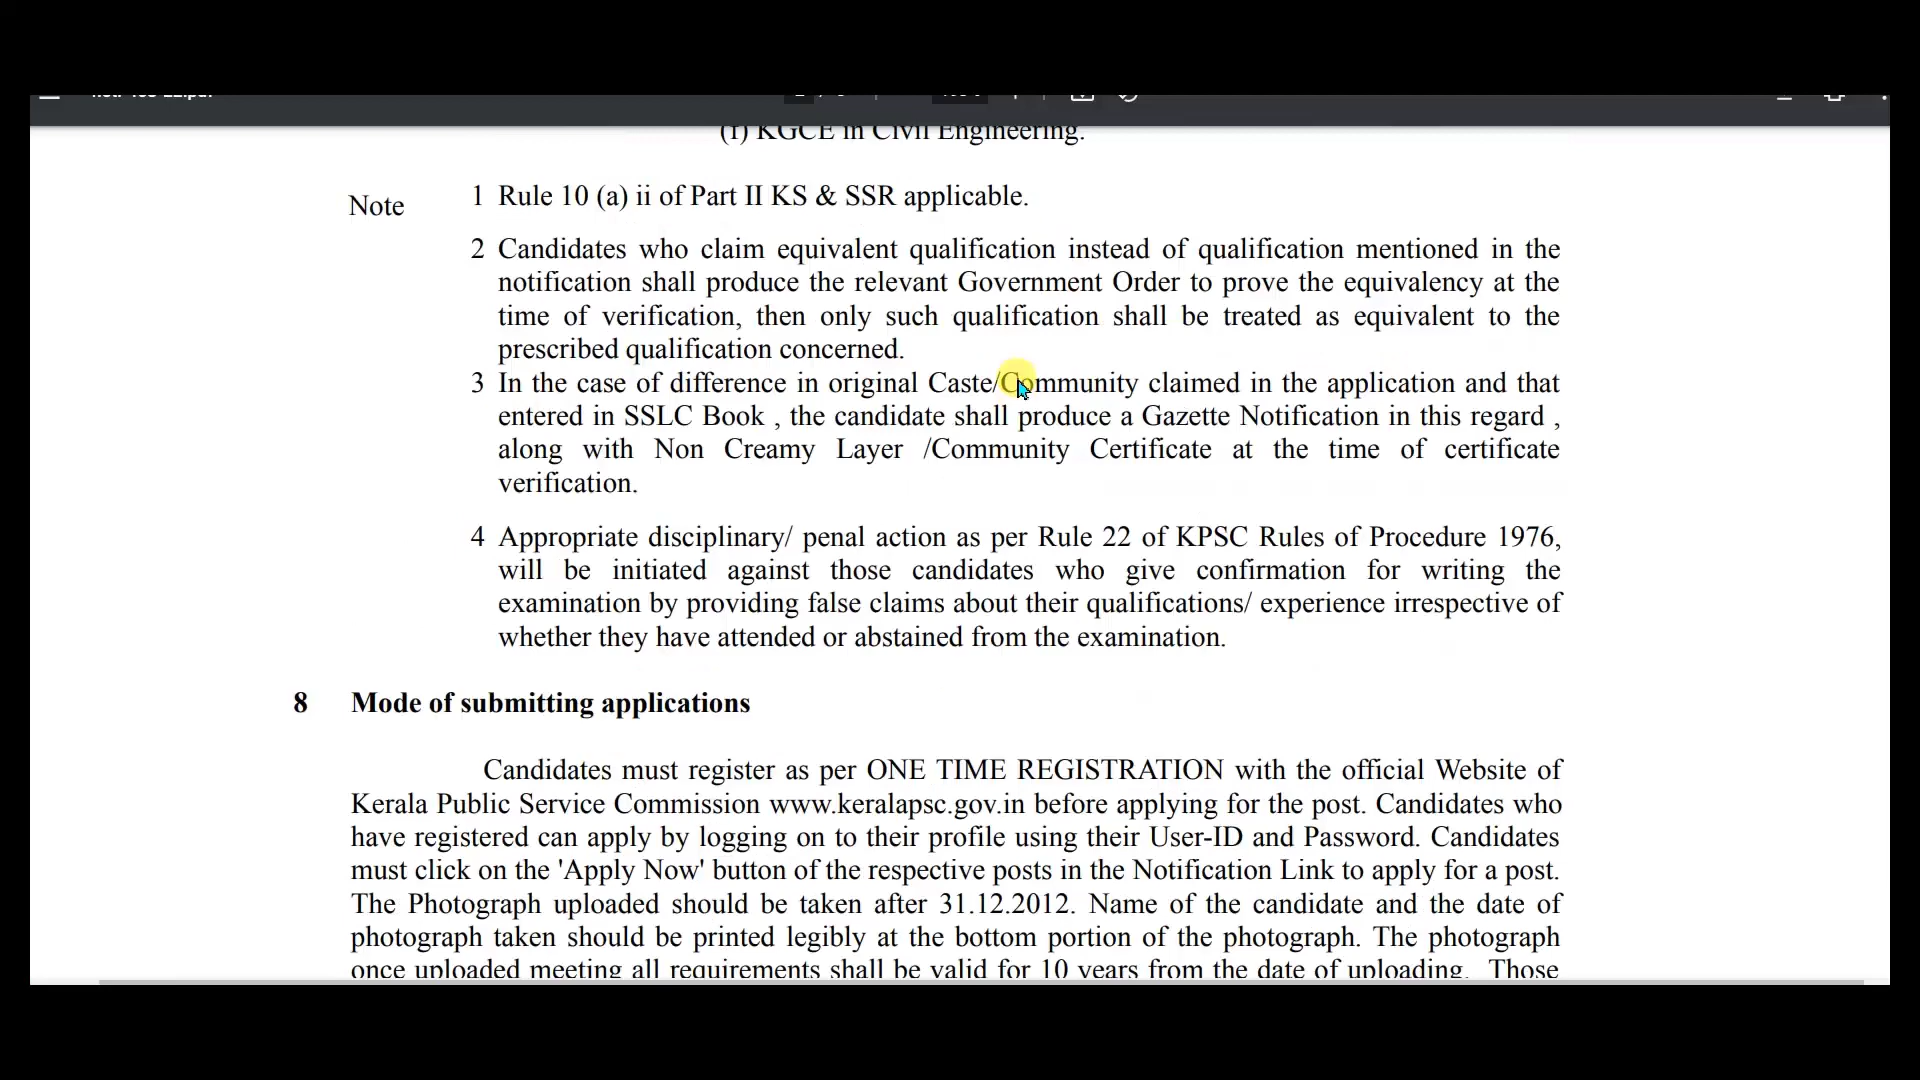 (f) KGCE in Civil Engineering.
Note
1 Rule 10 (a) ii of Part II KS & SSR applicable.
2 Candidates who claim equivalent qualification instead of qualification mentioned in the
notification shall produce the relevant Government Order to prove the equivalency at the
time of verification, then only such qualification shall be treated as equivalent to the
prescribed qualification concerned.
3 In the case of difference in original Caste/Community claimed in the application and that
entered in SSLC Book , the candidate shall produce a Gazette Notification in this regard ,
along with Non Creamy Layer /Community Certificate at the time of certificate
verification.
4 Appropriate disciplinary/ penal action as per Rule 22 of KPSC Rules of Procedure 1976,
will be initiated against those candidates who give confirmation for writing the
examination by providing false claims about their qualifications/ experience irrespective of
whether they have attended or abstained from the examination.
8 Mode of submitting applications
Candidates must register as per ONE TIME REGISTRATION with the official Website of
Kerala Public Service Commission www.keralapsc.gov.in before applying for the post. Candidates who
have registered can apply by logging on to their profile using their User-ID and Password. Candidates
must click on the 'Apply Now' button of the respective posts in the Notification Link to apply for a post.
The Photograph uploaded should be taken after 31.12.2012. Name of the candidate and the date of
photograph taken should be printed legibly at the bottom portion of the photograph. The photograph
once uploaded meeting all requirements shall be valid for 10 years from the date of uploading. Those